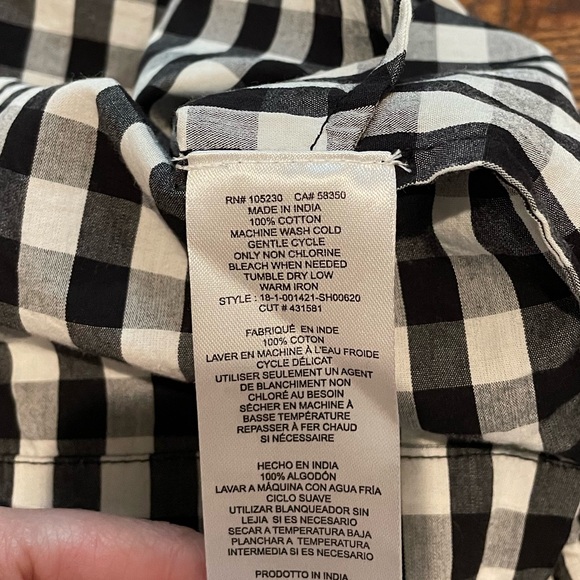 RN# 105230 CA# 58350
MADE IN INDIA
100% COTTON
MACHINE WASH COLD
GENTLE CYCLE
ONLY NON CHLORINE
BLEACH WHEN NEEDED
TUMBLE DRY LOW
WARM IRON
STYLE : 18-1-001421-SH00620
CUT # 431581
FABRIQUÉ EN INDE
100% COTON
LAVER EN MACHINE À L'EAU FROIDE
CYCLE DÉLICAT
UTILISER SEULEMENT UN AGENT
DE BLANCHIMENT NON
CHLORÉ AU BESOIN
SÉCHER EN MACHINE À
BASSE TEMPÉRATURE
REPASSER À FER CHAUD
SI NÉCESSAIRE
HECHO EN INDIA
100% ALGODÓN
LAVAR A MÁQUINA CON AGUA FRÍA
CICLO SUAVE
UTILIZAR BLANQUEADOR SIN
LEJIA SI ES NECESARIO
SECAR A TEMPERATURA BAJA
PLANCHAR A TEMPERATURA
INTERMEDIA SI ES NECESARIO
PRODOTTO IN INDIA